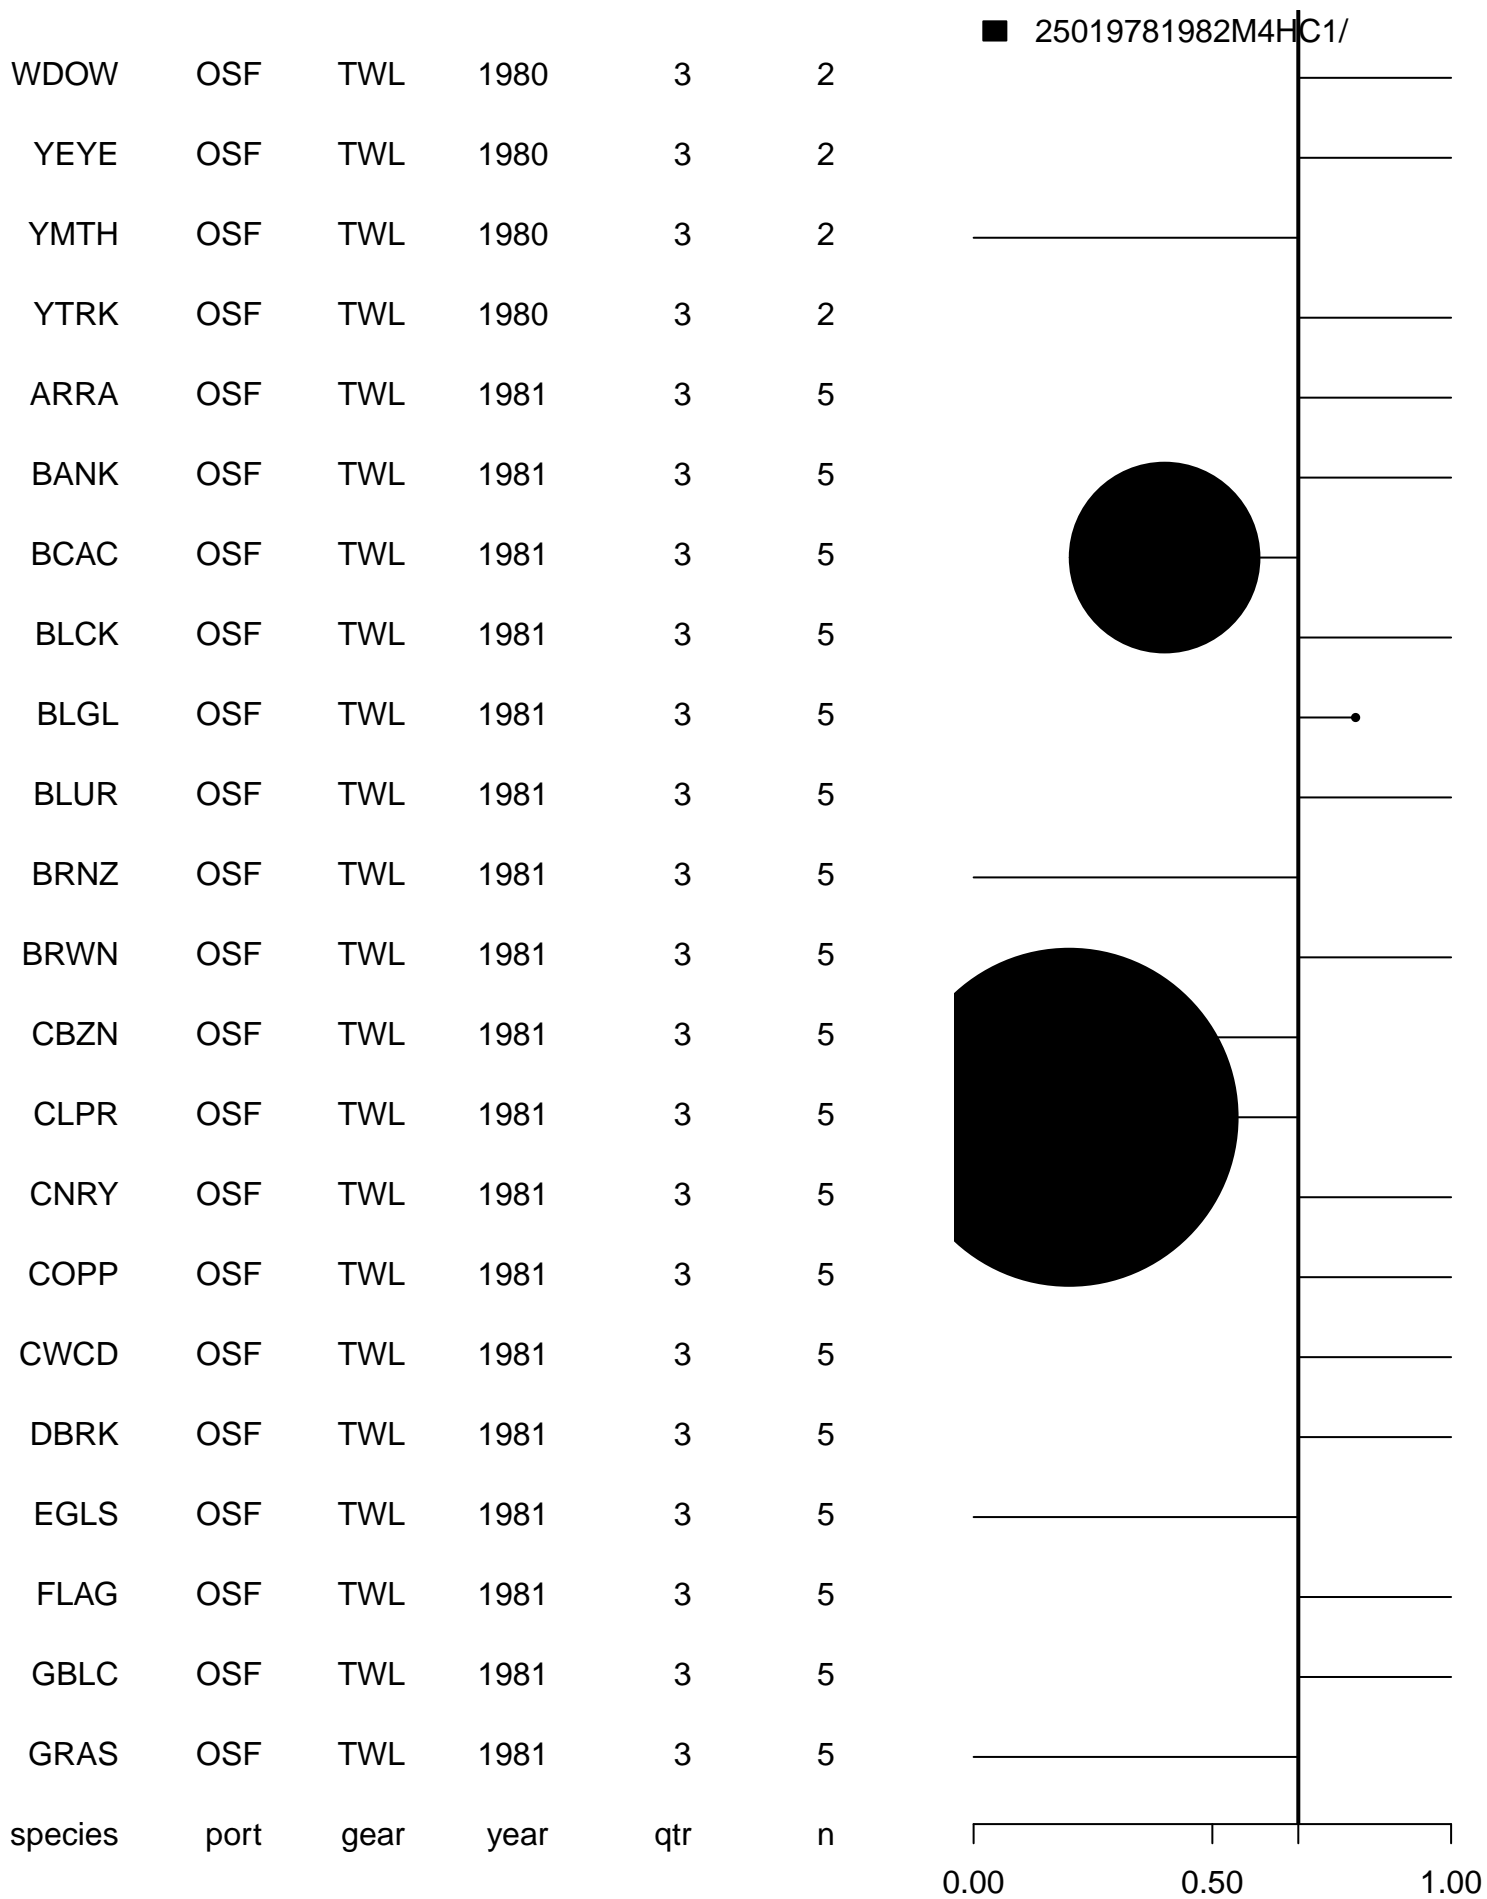 25019781982M4HC1/
WDOW OSF TWL 1980 3 2
YEYE OSF TWL 1980 3 2
YMTH OSF TWL 1980 3 2
YTRK OSF TWL 1980 3 2
ARRA OSF TWL 1981 3 5
BANK OSF TWL 1981 3 5
BCAC OSF TWL 1981 3 5
BLCK OSF TWL 1981 3 5
BLGL OSF TWL 1981 3 5
BLUR OSF TWL 1981 3 5
BRNZ OSF TWL 1981 3 5
BRWN OSF TWL 1981 3 5
CBZN OSF TWL 1981 3 5
CLPR OSF TWL 1981 3 5
CNRY OSF TWL 1981 3 5
COPP OSF TWL 1981 3 5
CWCD OSF TWL 1981 3 5
DBRK OSF TWL 1981 3 5
EGLS OSF TWL 1981 3 5
FLAG OSF TWL 1981 3 5
GBLC OSF TWL 1981 3 5
GRAS OSF TWL 1981 3 5
species port gear year qtr n
0.00 0.50 1.00